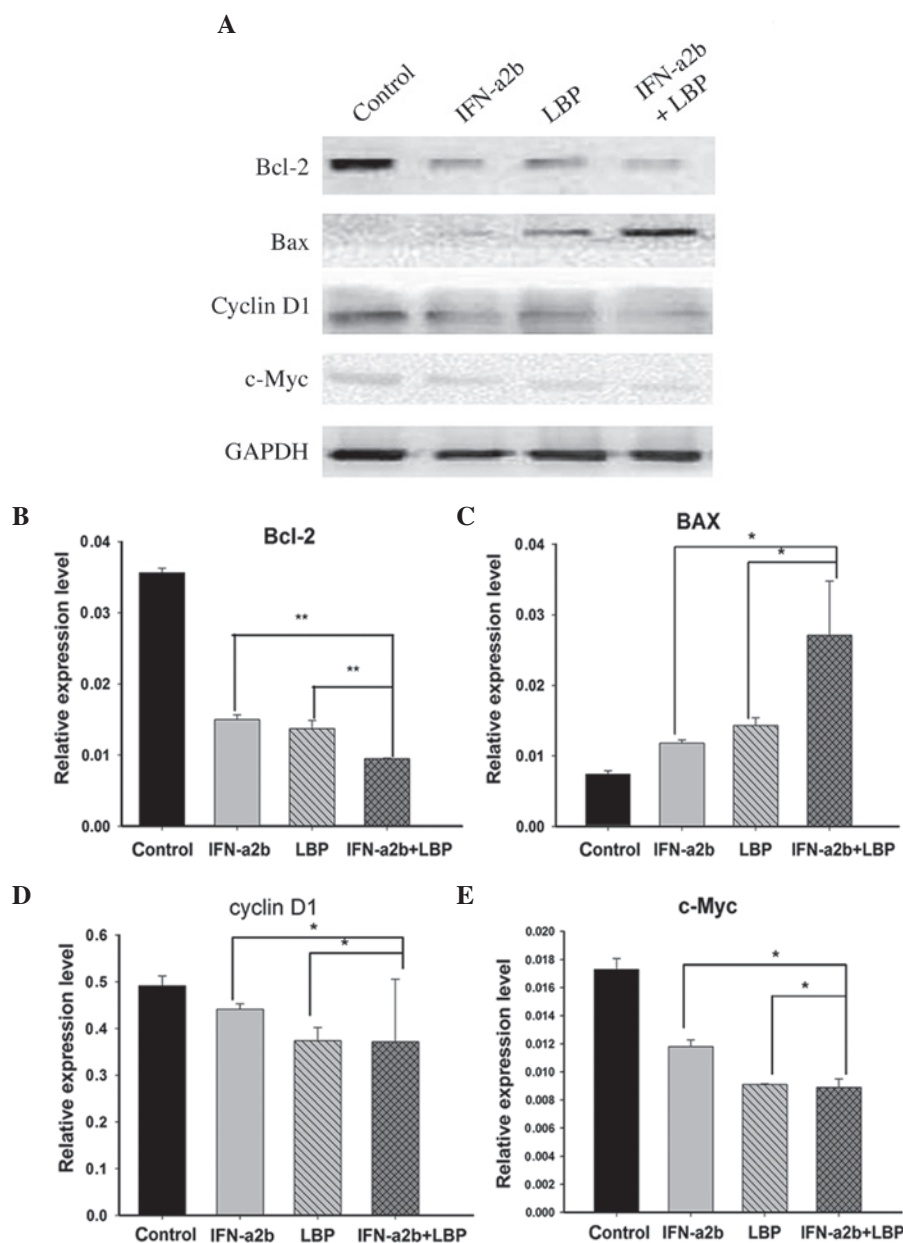 A
Control
IFN-a2b
LBP
IFN-a2b
+ LBP
Bcl-2
Bax
Cyclin D1
c-Myc
GAPDH
B
Bcl-2
Relative expression level
0.04
0.03
0.02
0.01
0.00
**
**
Control IFN-a2b LBP IFN-a2b+LBP
C
BAX
Relative expression level
0.04
0.03
0.02
0.01
0.00
*
*
Control IFN-a2b LBP IFN-a2b+LBP
D
cyclin D1
Relative expression level
0.6
0.5
0.4
0.3
0.2
0.1
0.0
*
*
Control IFN-a2b LBP IFN-a2b+LBP
E
c-Myc
Relative expression level
0.020
0.018
0.016
0.014
0.012
0.010
0.008
0.006
0.004
0.002
0.000
*
*
Control IFN-a2b LBP IFN-a2b+LBP